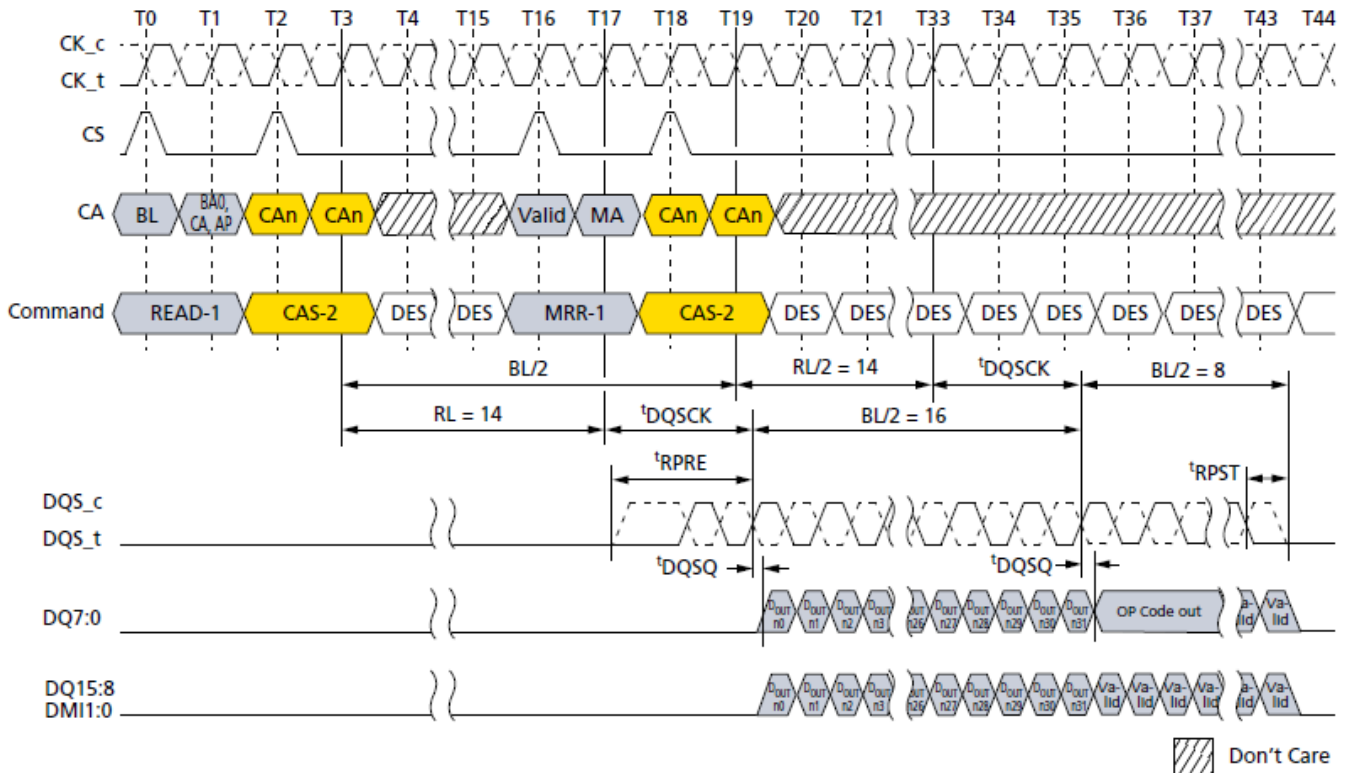 T0 T1 T2 T3 T4 T15 T16 T17 T18 T19 T20 T21 T33 T34 T35 T36 T37 T43 T44
CK_c
CK_t
CS
CA BL BA0, CA, AP CAn CAn Valid MA CAn CAn
Command READ-1 CAS-2 DES DES MRR-1 CAS-2 DES DES DES DES DES DES DES DES
BL/2 RL/2 = 14 tDQSCK BL/2 = 8
RL = 14 tDQSCK BL/2 = 16
tRPRE tRPST
DQS_c
DQS_t
tDQSQ tDQSQ
DQ7:0 DOUT n0 DOUT n1 DOUT n2 DOUT n3 OUT n26 DOUT n27 DOUT n28 DOUT n29 DOUT n30 DOUT n31 OP Code out a-lid Va-lid
DQ15:8
DMI1:0 DOUT n0 DOUT n1 DOUT n2 DOUT n3 OUT n26 DOUT n27 DOUT n28 DOUT n29 DOUT n30 DOUT n31 Va-lid Va-lid Va-lid Va-lid a-lid Va-lid
Don't Care